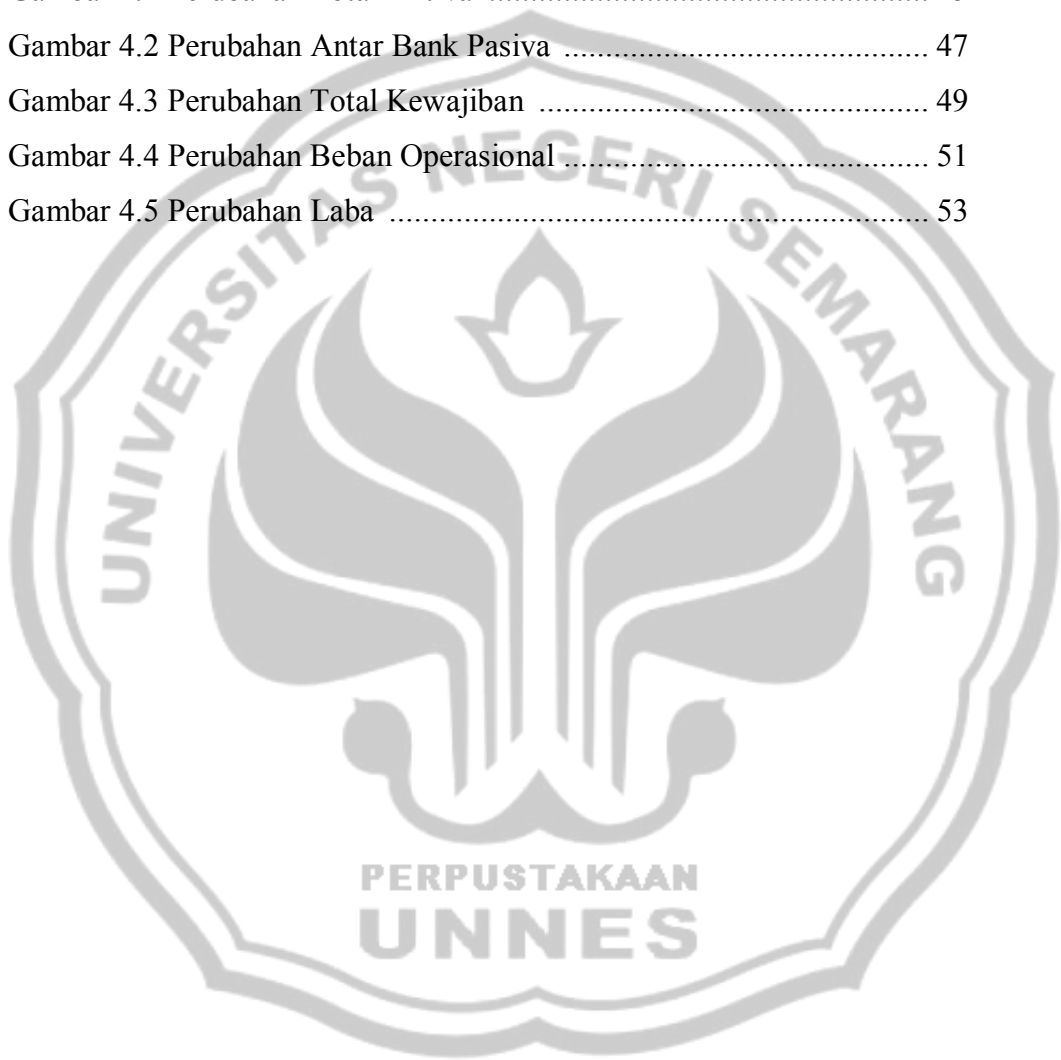 Gambar 4.2 Perubahan Antar Bank Pasiva ........................................ 47
Gambar 4.3 Perubahan Total Kewajiban ........................................ 49
Gambar 4.4 Perubahan Beban Operasional ...................................... 51
Gambar 4.5 Perubahan Laba .......................................................... 53
UNIVERSITAS NEGERI SEMARANG
PERPUSTAKAAN
UNNES